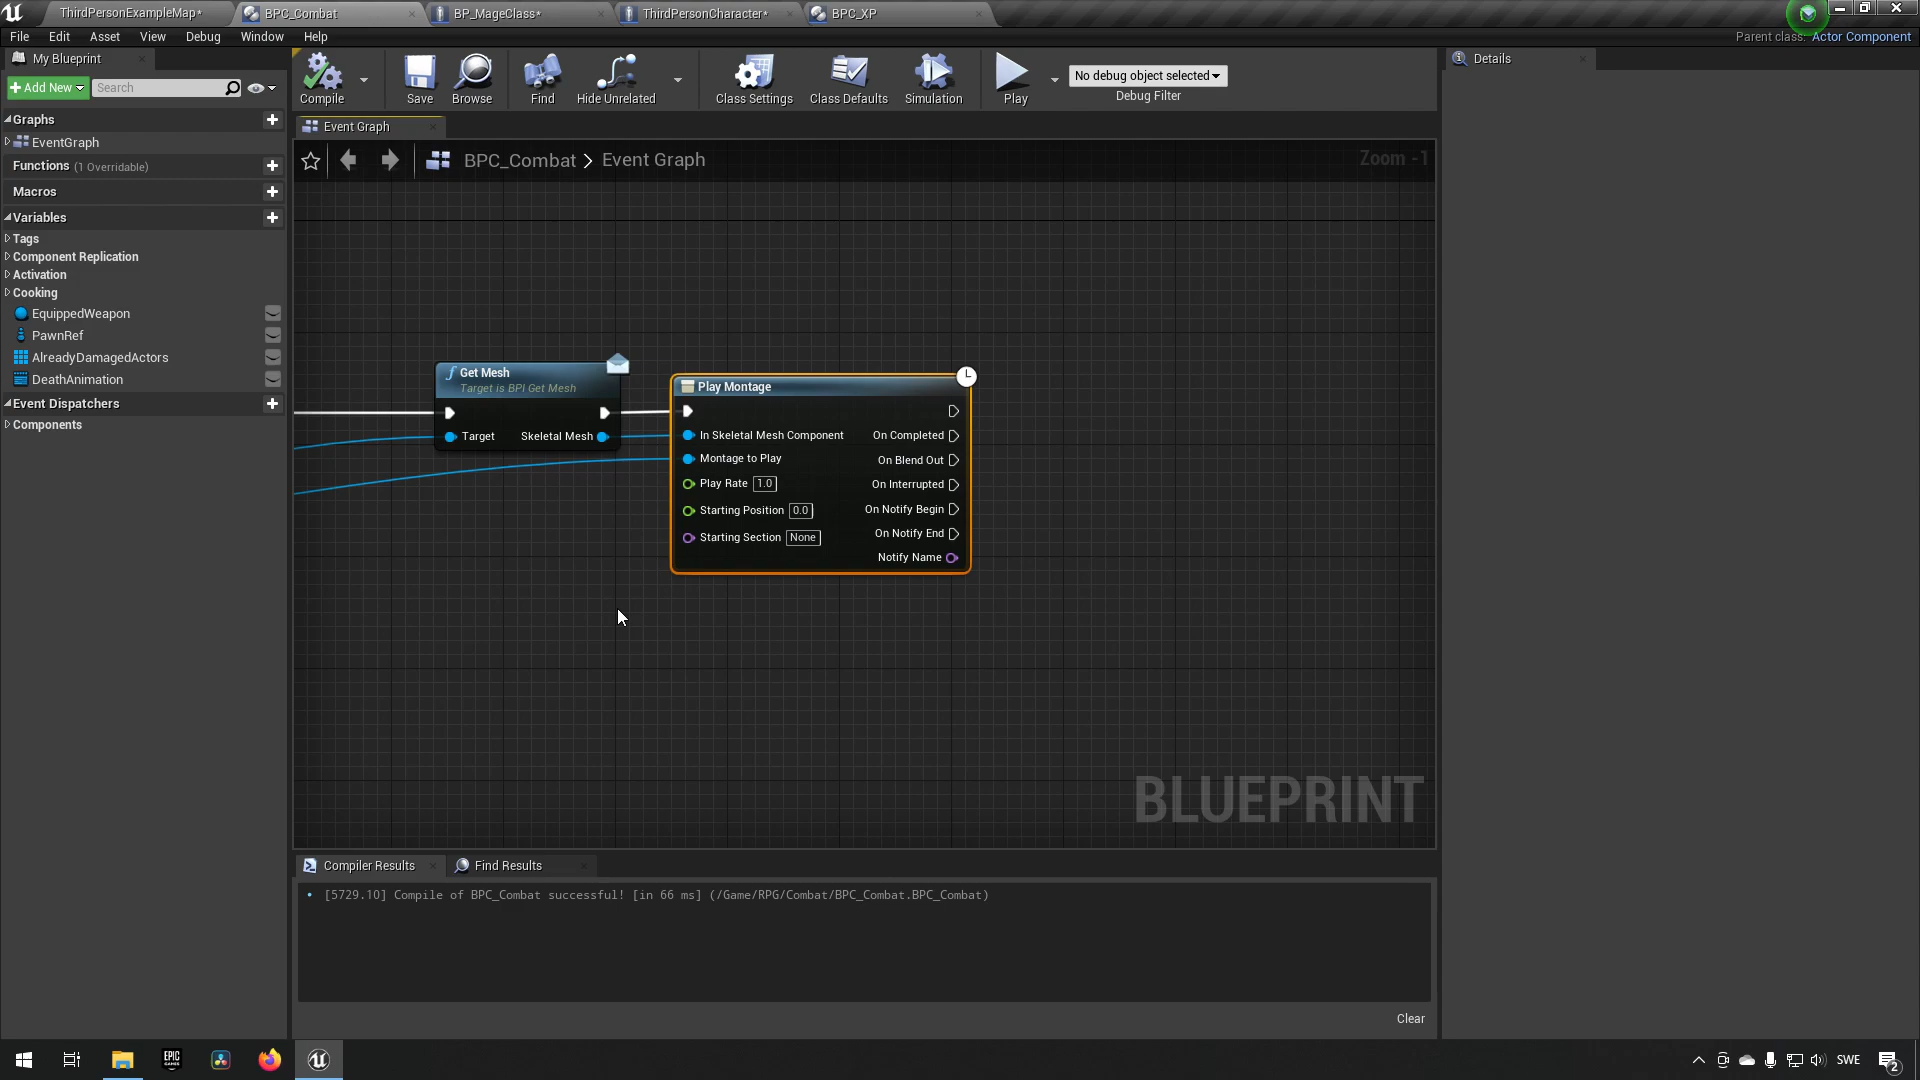 ThirdPersonExampleMap*
BPC_Combat
BP_MageClass*
ThirdPersonCharacter*
BPC_XP
File Edit Asset View Debug Window Help
Parent class: Actor Component
My Blueprint
Add New
Search
Graphs
EventGraph
Functions (1 Overridable)
Macros
Variables
Tags
Component Replication
Activation
Cooking
EquippedWeapon
PawnRef
AlreadyDamagedActors
DeathAnimation
Event Dispatchers
Components
Compile
Save
Browse
Find
Hide Unrelated
Class Settings
Class Defaults
Simulation
Play
No debug object selected
Debug Filter
Event Graph
BPC_Combat > Event Graph
Zoom -1
f Get Mesh
Target is BPI Get Mesh
Target
Skeletal Mesh
Play Montage
In Skeletal Mesh Component
On Completed
Montage to Play
On Blend Out
Play Rate 1.0
On Interrupted
Starting Position 0.0
On Notify Begin
Starting Section None
On Notify End
Notify Name
BLUEPRINT
Compiler Results
Find Results
[5729.10] Compile of BPC_Combat successful! [in 66 ms] (/Game/RPG/Combat/BPC_Combat.BPC_Combat)
Clear
Details
EPIC
GAMES
SWE
2